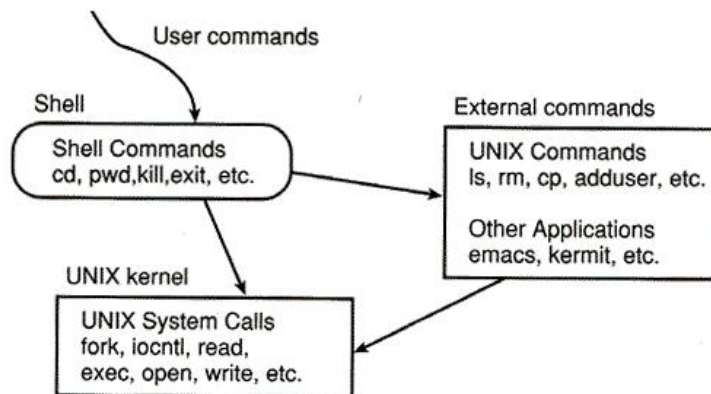 User commands
Shell
Shell Commands
cd, pwd,kill,exit, etc.
External commands
UNIX Commands
ls, rm, cp, adduser, etc.
Other Applications
emacs, kermit, etc.
UNIX kernel
UNIX System Calls
fork, iocntl, read,
exec, open, write, etc.